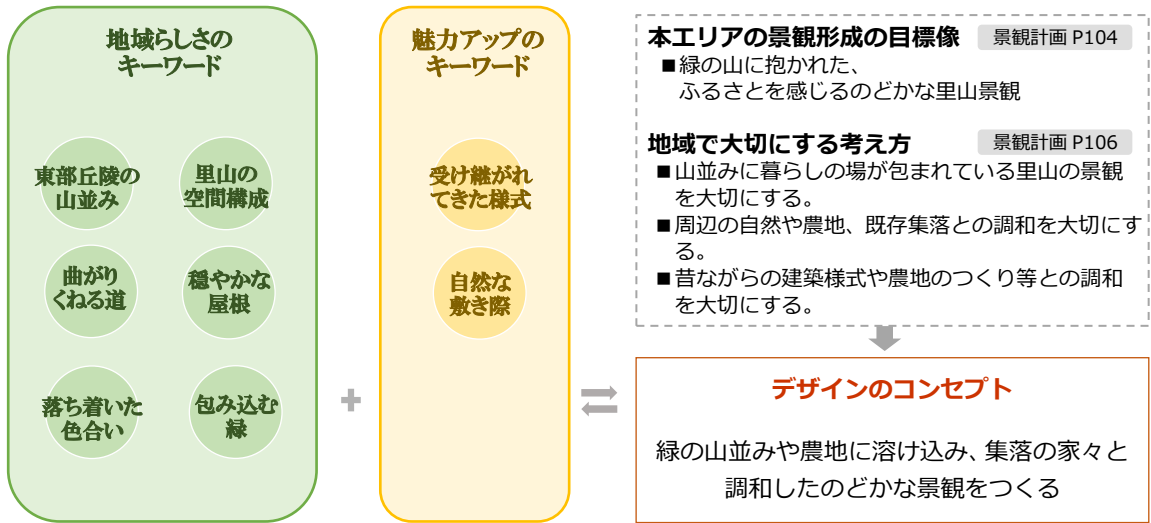 地域らしさの
キーワード
東部丘陵の
山並み
里山の
空間構成
曲がり
くねる道
穏やかな
屋根
落ち着いた
色合い
包み込む
緑
+
魅力アップの
キーワード
受け継がれ
てきた様式
自然な
敷き際
本エリアの景観形成の目標像 景観計画 P104
■緑の山に抱かれた、
ふるさとを感じるのどかな里山景観
地域で大切にする考え方 景観計画 P106
■山並みに暮らしの場が包まれている里山の景観
を大切にする。
■周辺の自然や農地、既存集落との調和を大切にす
る。
■昔ながらの建築様式や農地のつくり等との調和
を大切にする。
デザインのコンセプト
緑の山並みや農地に溶け込み、集落の家々と
調和したのどかな景観をつくる